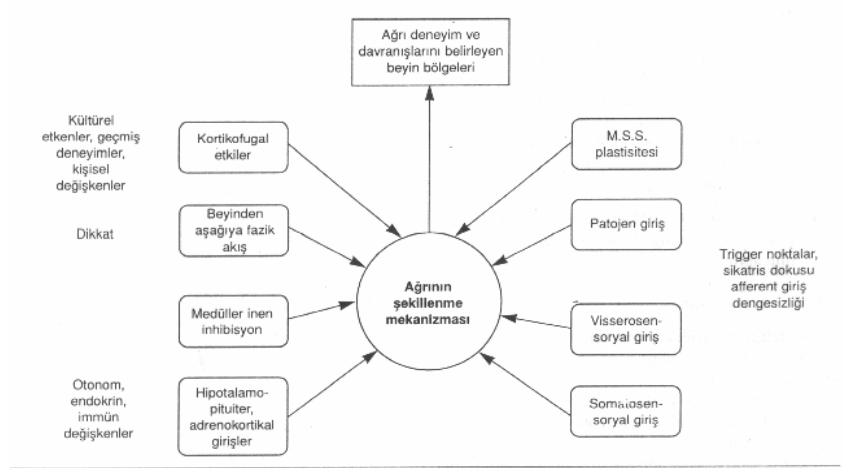 Ağrı deneyim ve
davranışlarını belirleyen
beyin bölgeleri
Kültürel
etkenler, geçmiş
deneyimler,
kişisel
değişkenler
Kortikofugal
etkiler
M.S.S.
plastisitesi
Dikkat
Beyinden
aşağıya fazik
akış
Patojen giriş
Trigger noktalar,
sikatris dokusu
afferent giriş
dengesizliği
Ağrının
şekillenme
mekanizması
Medüller inen
inhibisyon
Visserosen-
soryal giriş
Otonom,
endokrin,
immün
değişkenler
Hipotalamo-
pituiter,
adrenokortikal
girişler
Somatosen-
soryal giriş